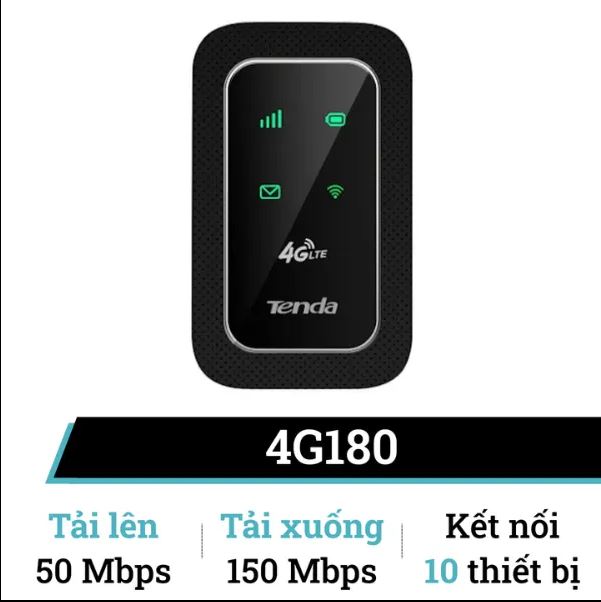 4G LTE
Tenda
4G180
Tải lên
50 Mbps
Tải xuống
150 Mbps
Kết nối
10 thiết bị